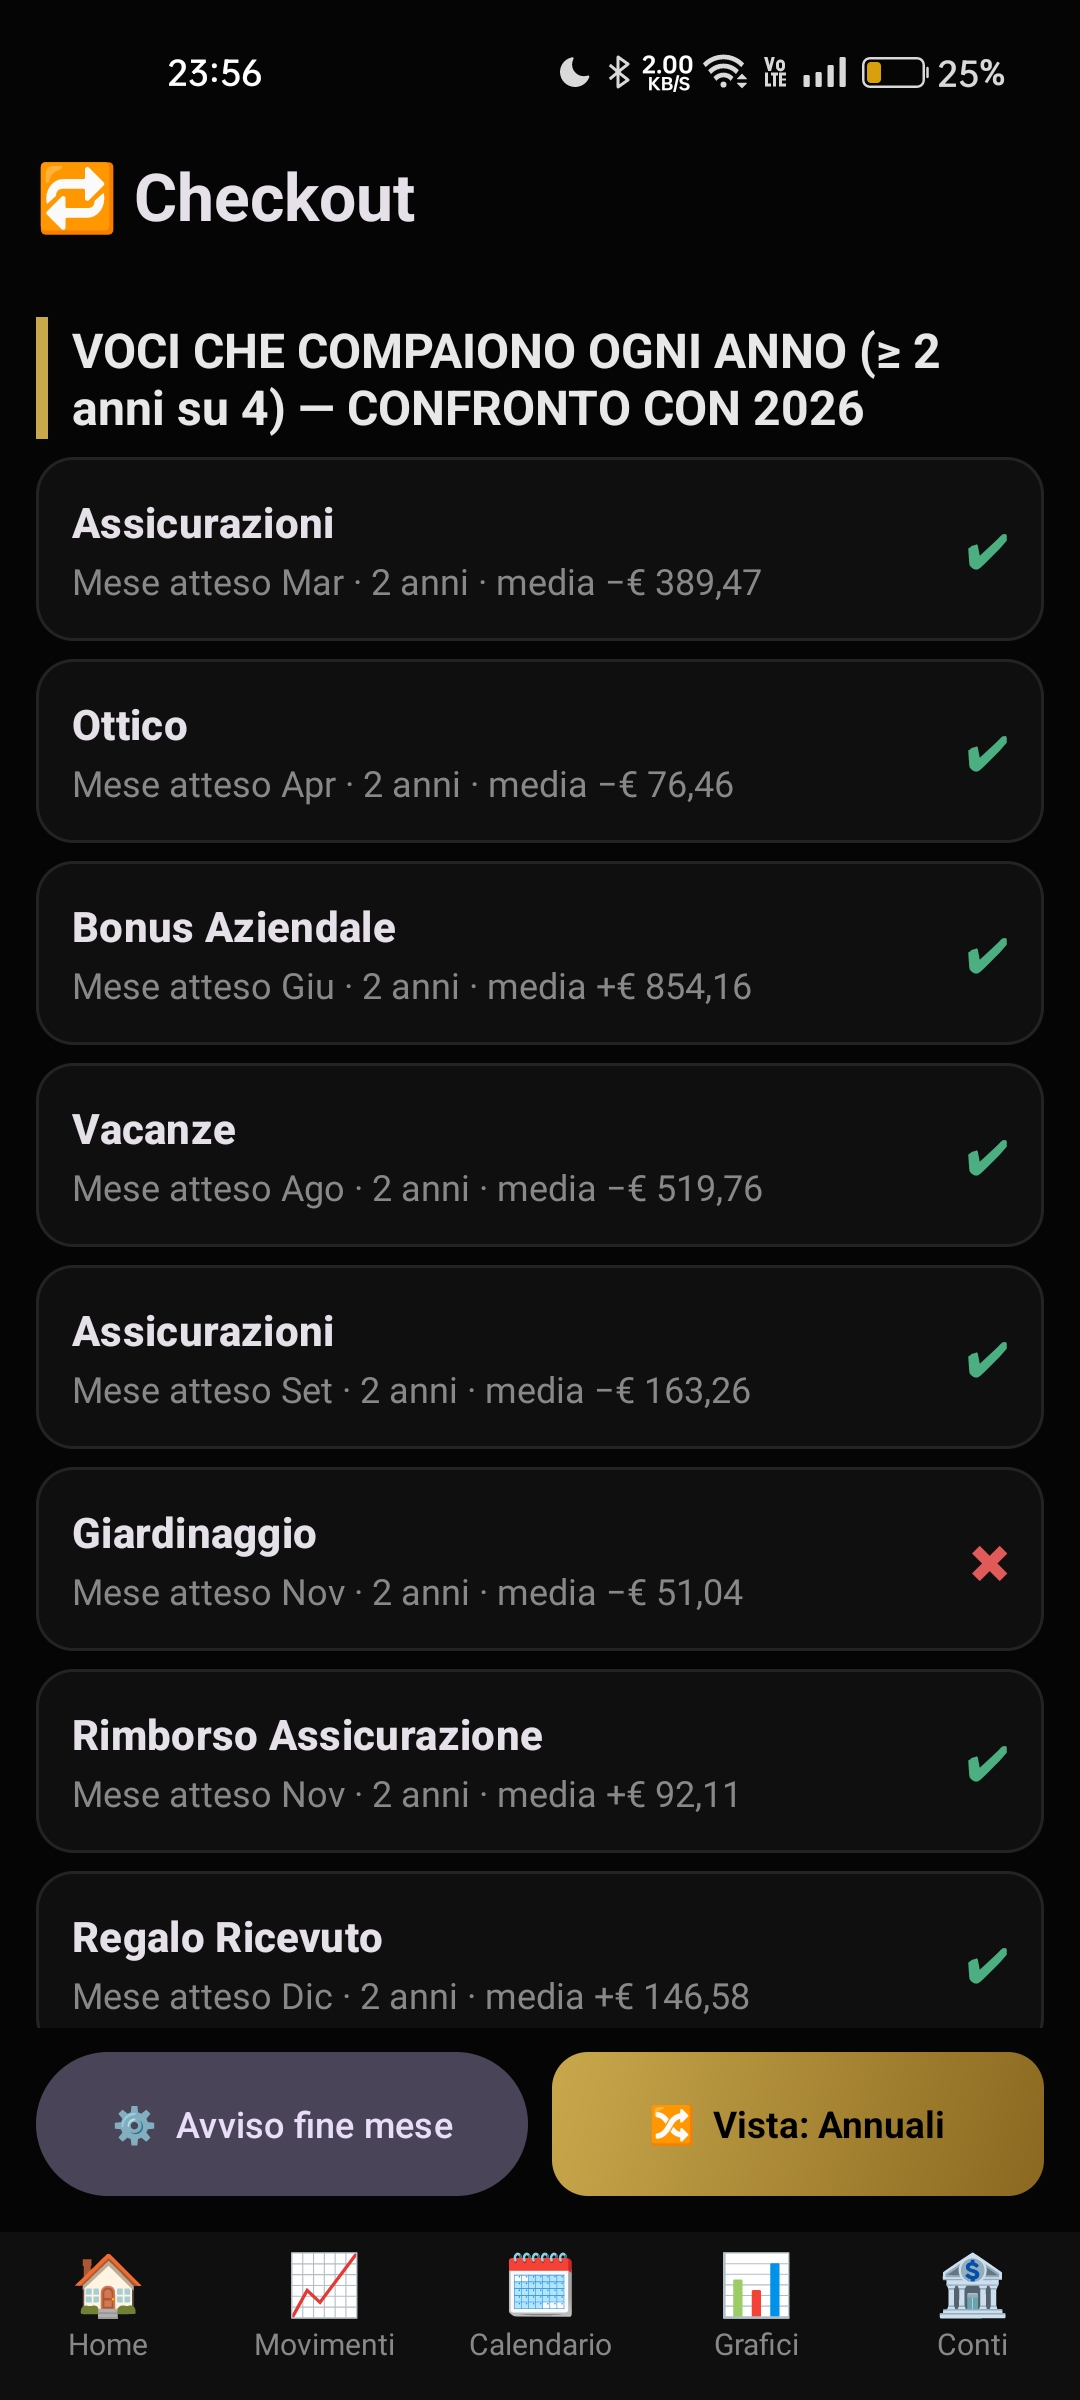 23:56
2.00 KB/S
Vo LTE
25%
Checkout
VOCI CHE COMPAIONO OGNI ANNO (≥ 2
anni su 4) — CONFRONTO CON 2026
Assicurazioni
Mese atteso Mar · 2 anni · media −€ 389,47
Ottico
Mese atteso Apr · 2 anni · media −€ 76,46
Bonus Aziendale
Mese atteso Giu · 2 anni · media +€ 854,16
Vacanze
Mese atteso Ago · 2 anni · media −€ 519,76
Assicurazioni
Mese atteso Set · 2 anni · media −€ 163,26
Giardinaggio
Mese atteso Nov · 2 anni · media −€ 51,04
Rimborso Assicurazione
Mese atteso Nov · 2 anni · media +€ 92,11
Regalo Ricevuto
Mese atteso Dic · 2 anni · media +€ 146,58
Avviso fine mese
Vista: Annuali
Home
Movimenti
Calendario
Grafici
Conti